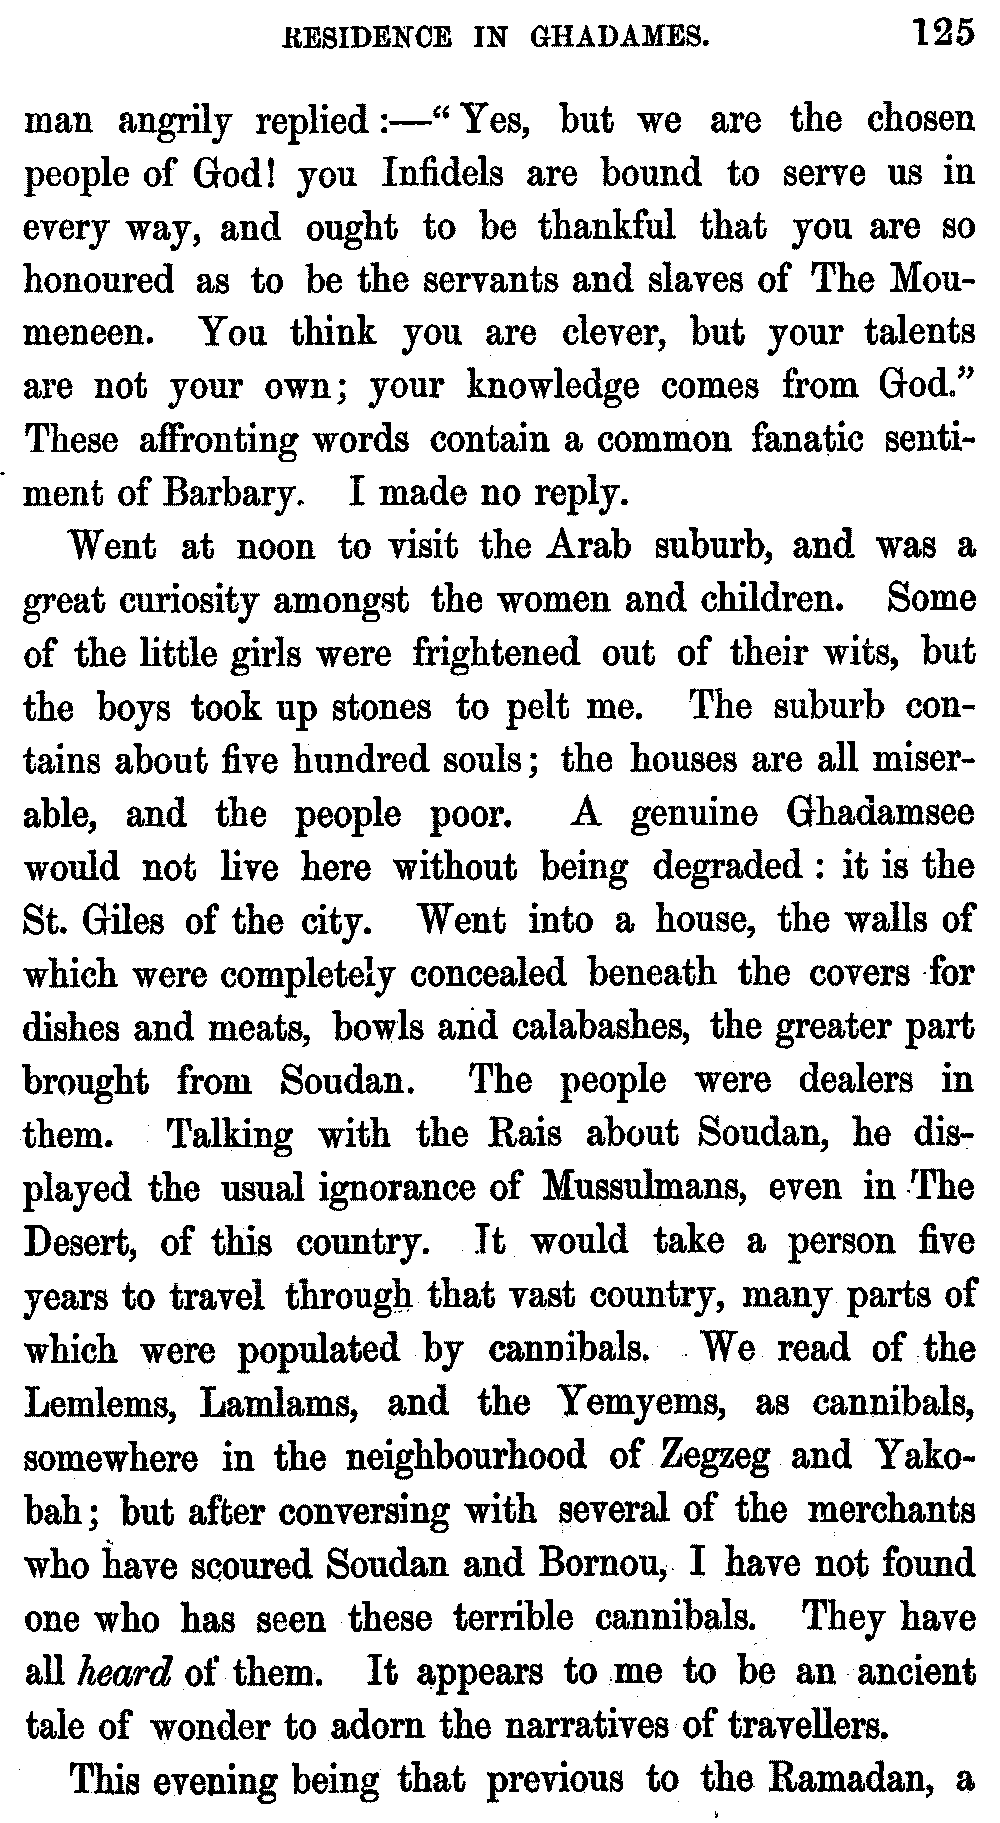 RESIDENCE IN GHADAMES. 125
man angrily replied:—“Yes, but we are the chosen
people of God! you Infidels are bound to serve us in
every way, and ought to be thankful that you are so
honoured as to be the servants and slaves of The Mou-
meneen. You think you are clever, but your talents
are not your own; your knowledge comes from God.”
These affronting words contain a common fanatic senti-
ment of Barbary. I made no reply.
Went at noon to visit the Arab suburb, and was a
great curiosity amongst the women and children. Some
of the little girls were frightened out of their wits, but
the boys took up stones to pelt me. The suburb con-
tains about five hundred souls; the houses are all miser-
able, and the people poor. A genuine Ghadamsee
would not live here without being degraded: it is the
St. Giles of the city. Went into a house, the walls of
which were completely concealed beneath the covers for
dishes and meats, bowls and calabashes, the greater part
brought from Soudan. The people were dealers in
them. Talking with the Rais about Soudan, he dis-
played the usual ignorance of Mussulmans, even in The
Desert, of this country. It would take a person five
years to travel through that vast country, many parts of
which were populated by cannibals. We read of the
Lemlems, Lamlams, and the Yemyems, as cannibals,
somewhere in the neighbourhood of Zegzeg and Yako-
bah; but after conversing with several of the merchants
who have scoured Soudan and Bornou, I have not found
one who has seen these terrible cannibals. They have
all heard of them. It appears to me to be an ancient
tale of wonder to adorn the narratives of travellers.
This evening being that previous to the Ramadan, a